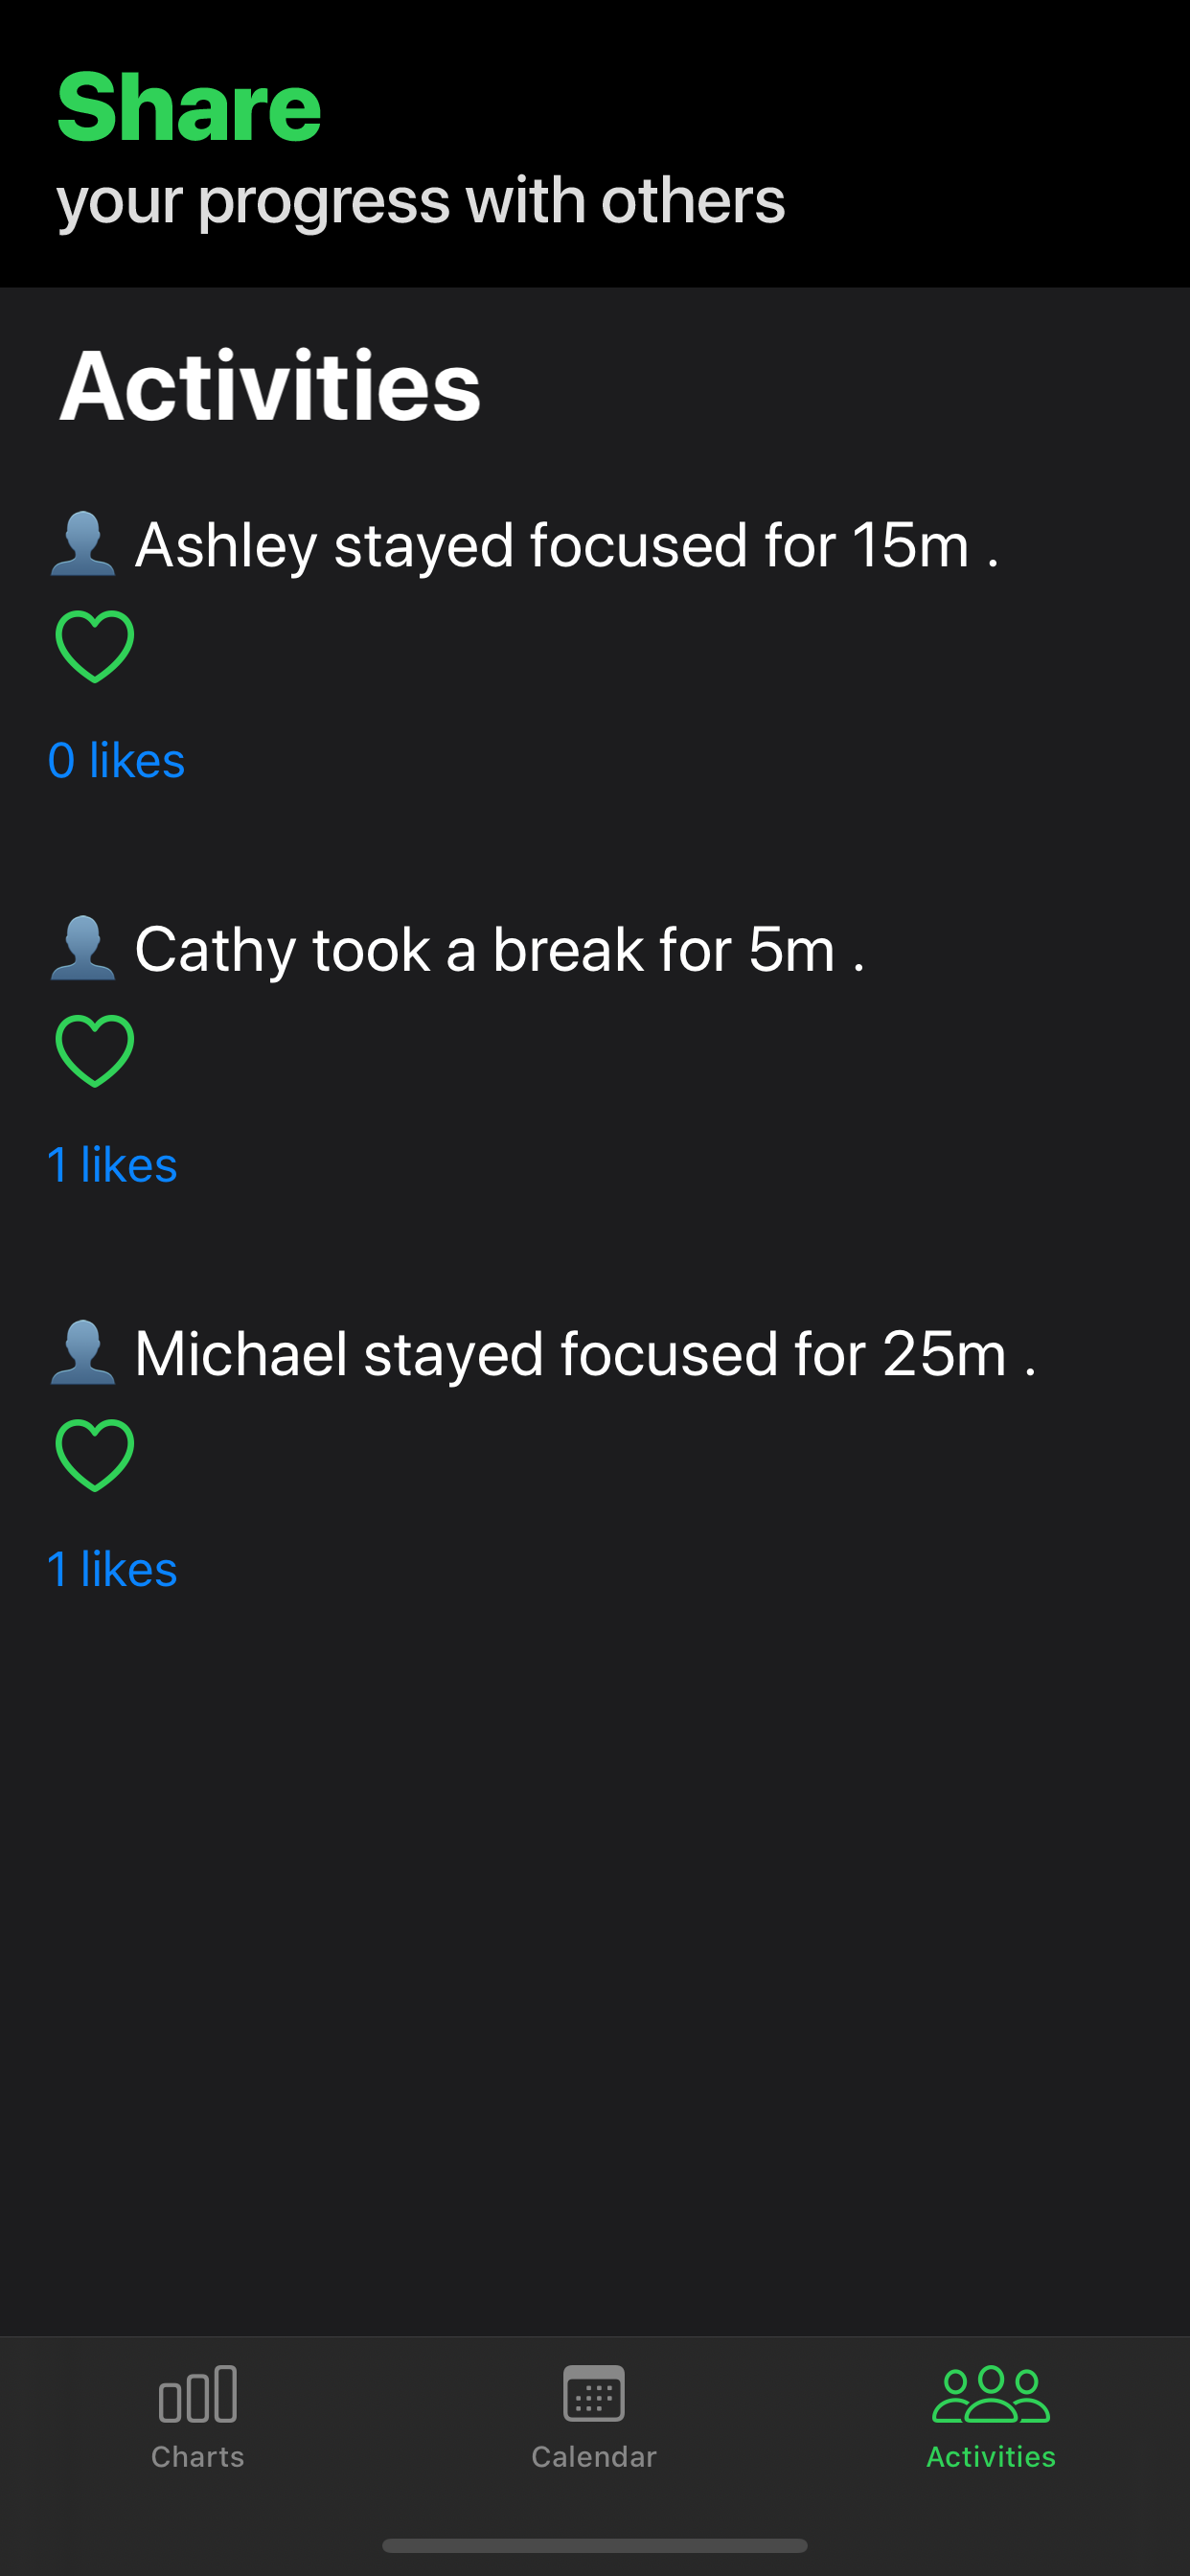 Share
your progress with others
Activities
Ashley stayed focused for 15m .
0 likes
Cathy took a break for 5m .
1 likes
Michael stayed focused for 25m .
1 likes
Charts
Calendar
Activities